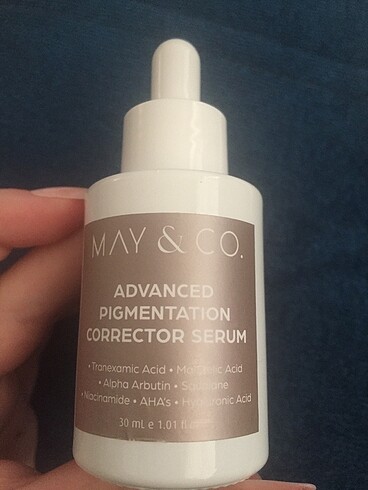 MAY & CO.
ADVANCED
PIGMENTATION
CORRECTOR SERUM
• Tranexamic Acid • Acid
• Alpha Arbutin • Squalane
• Niacinamide • AHA's • Hyaluronic Acid
30 mL e 1.01 fl.